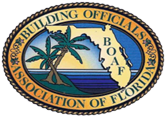 BUILDING OFFICIALS
ASSOCIATION OF FLORIDA
BOAF